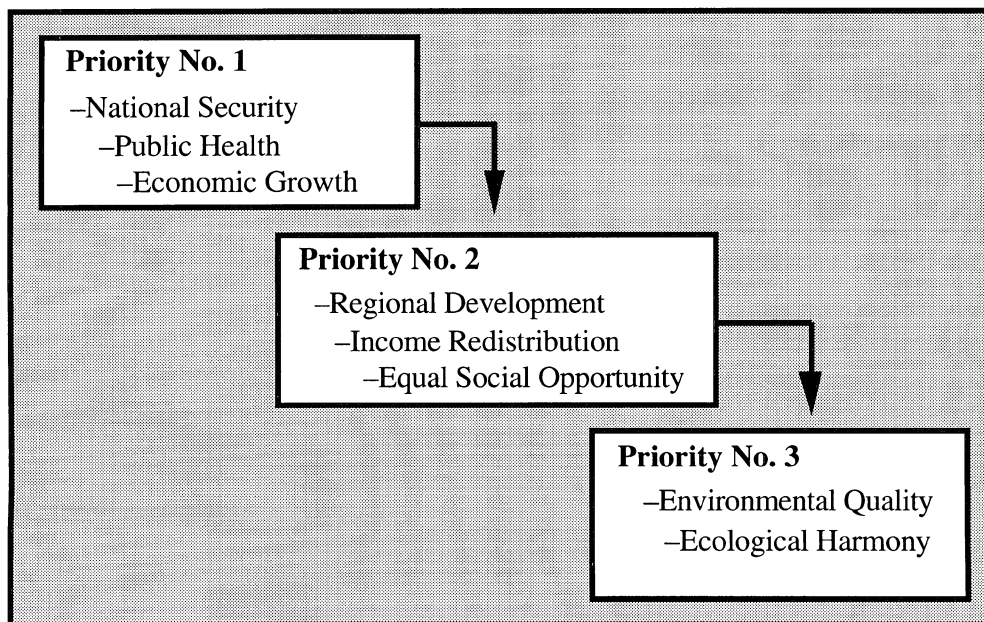 Priority No. 1
–National Security
–Public Health
–Economic Growth
Priority No. 2
–Regional Development
–Income Redistribution
–Equal Social Opportunity
Priority No. 3
–Environmental Quality
–Ecological Harmony